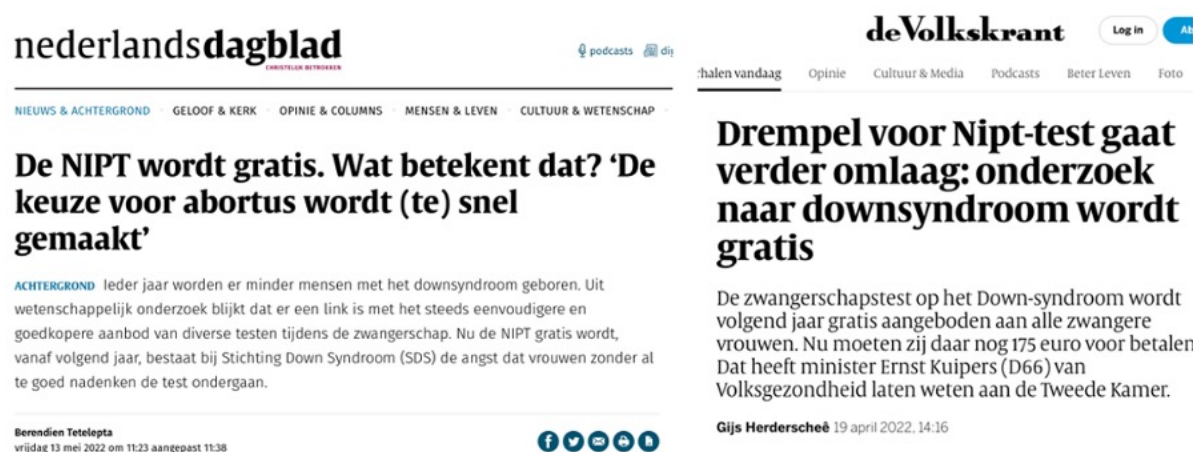 nederlandsdagblad
CHRISTELIJK BETROKKEN
podcasts
NIEUWS & ACHTERGROND GELOOF & KERK OPINIE & COLUMNS MENSEN & LEVEN CULTUUR & WETENSCHAP
De NIPT wordt gratis. Wat betekent dat? ‘De
keuze voor abortus wordt (te) snel
gemaakt’
ACHTERGROND Ieder jaar worden er minder mensen met het downsyndroom geboren. Uit
wetenschappelijk onderzoek blijkt dat er een link is met het steeds eenvoudigere en
goedkopere aanbod van diverse testen tijdens de zwangerschap. Nu de NIPT gratis wordt,
vanaf volgend jaar, bestaat bij Stichting Down Syndroom (SDS) de angst dat vrouwen zonder al
te goed nadenken de test ondergaan.
Berendien Tetelepta
vrijdag 13 mei 2022 om 11:23 aangepast 11:38
de Volkskrant
Log in
halen vandaag Opinie Cultuur & Media Podcasts Beter Leven Foto
Drempel voor Nipt-test gaat
verder omlaag: onderzoek
naar downsyndroom wordt
gratis
De zwangerschapstest op het Down-syndroom wordt
volgend jaar gratis aangeboden aan alle zwangere
vrouwen. Nu moeten zij daar nog 175 euro voor betalen
Dat heeft minister Ernst Kuipers (D66) van
Volksgezondheid laten weten aan de Tweede Kamer.
Gijs Herderscheê 19 april 2022, 14:16